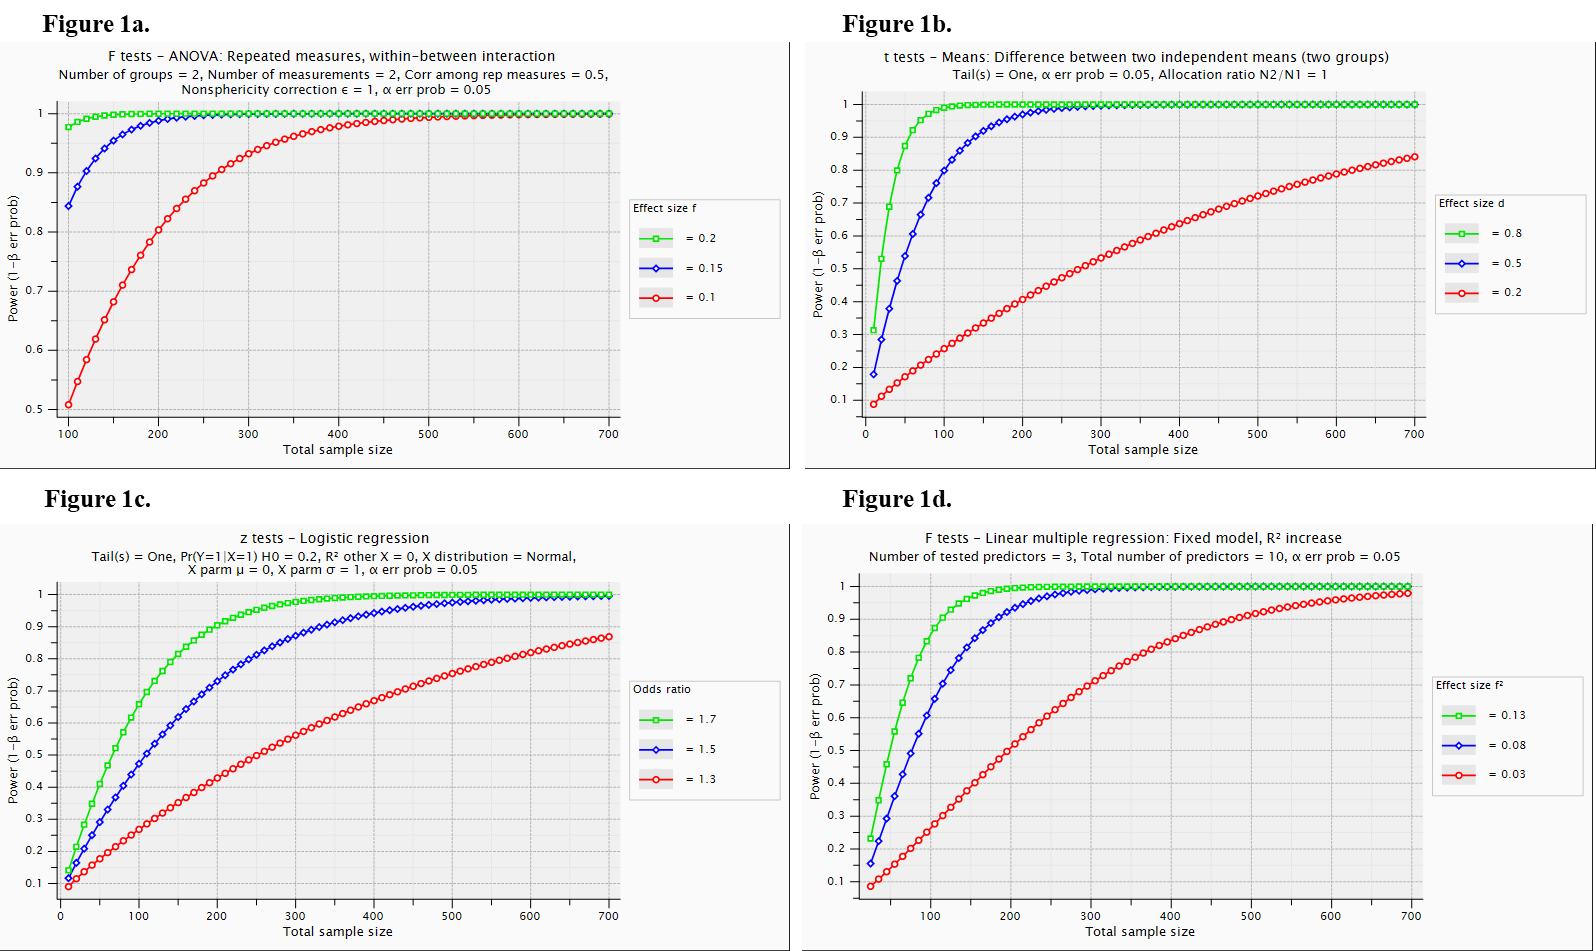 Figure 1a.
F tests – ANOVA: Repeated measures, within-between interaction
Number of groups = 2, Number of measurements = 2, Corr among rep measures = 0.5,
Nonsphericity correction ϵ = 1, α err prob = 0.05
Power (1-β err prob)
1
0.9
0.8
0.7
0.6
0.5
100 200 300 400 500 600 700
Total sample size
Effect size f
= 0.2
= 0.15
= 0.1
Figure 1b.
t tests – Means: Difference between two independent means (two groups)
Tail(s) = One, α err prob = 0.05, Allocation ratio N2/N1 = 1
Power (1-β err prob)
1
0.9
0.8
0.7
0.6
0.5
0.4
0.3
0.2
0.1
0 100 200 300 400 500 600 700
Total sample size
Effect size d
= 0.8
= 0.5
= 0.2
Figure 1c.
z tests – Logistic regression
Tail(s) = One, Pr(Y=1|X=1) H0 = 0.2, R² other X = 0, X distribution = Normal,
X parm μ = 0, X parm σ = 1, α err prob = 0.05
Power (1-β err prob)
1
0.9
0.8
0.7
0.6
0.5
0.4
0.3
0.2
0.1
0 100 200 300 400 500 600 700
Total sample size
Odds ratio
= 1.7
= 1.5
= 1.3
Figure 1d.
F tests – Linear multiple regression: Fixed model, R² increase
Number of tested predictors = 3, Total number of predictors = 10, α err prob = 0.05
Power (1-β err prob)
1
0.9
0.8
0.7
0.6
0.5
0.4
0.3
0.2
0.1
100 200 300 400 500 600 700
Total sample size
Effect size f²
= 0.13
= 0.08
= 0.03